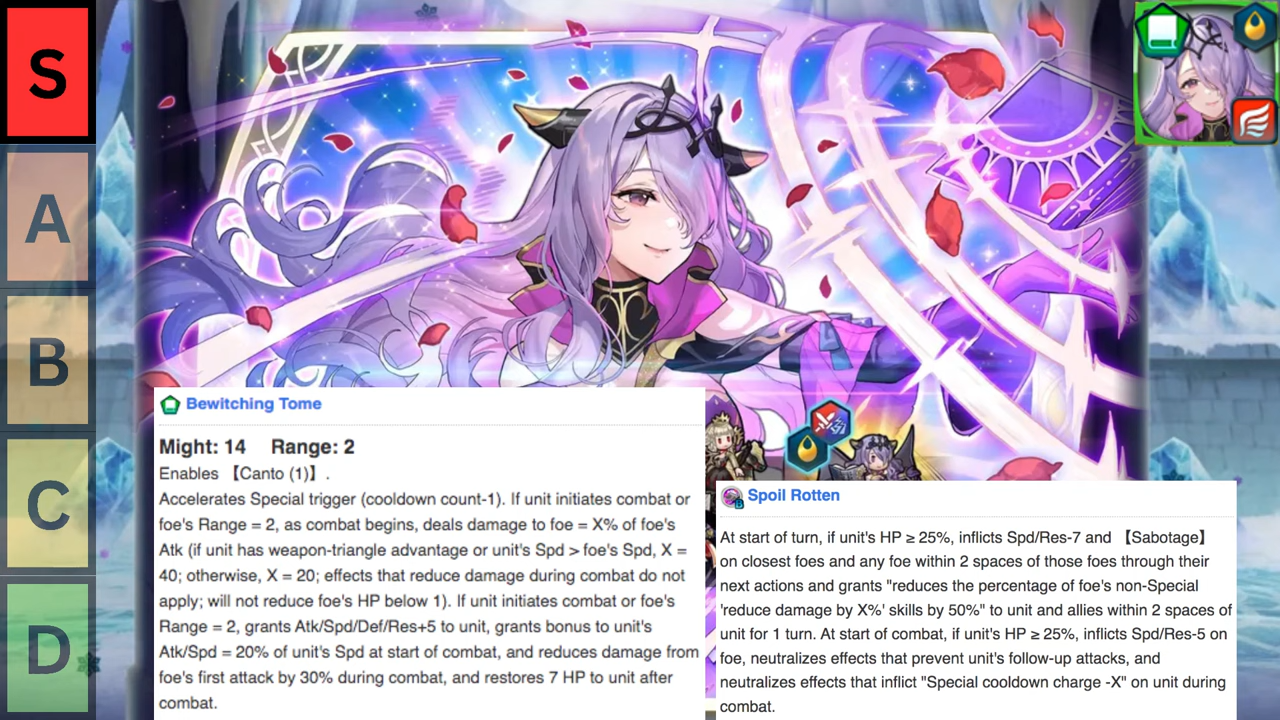 S
A
B
C
D
Bewitching Tome
Might: 14 Range: 2
Enables 【Canto (1)】.
Accelerates Special trigger (cooldown count-1). If unit initiates combat or
foe's Range = 2, as combat begins, deals damage to foe = X% of foe's
Atk (if unit has weapon-triangle advantage or unit's Spd > foe's Spd, X =
40; otherwise, X = 20; effects that reduce damage during combat do not
apply; will not reduce foe's HP below 1). If unit initiates combat or foe's
Range = 2, grants Atk/Spd/Def/Res+5 to unit, grants bonus to unit's
Atk/Spd = 20% of unit's Spd at start of combat, and reduces damage from
foe's first attack by 30% during combat, and restores 7 HP to unit after
combat.
B
Spoil Rotten
At start of turn, if unit's HP ≥ 25%, inflicts Spd/Res-7 and 【Sabotage】
on closest foes and any foe within 2 spaces of those foes through their
next actions and grants "reduces the percentage of foe's non-Special
'reduce damage by X%' skills by 50%" to unit and allies within 2 spaces of
unit for 1 turn. At start of combat, if unit's HP ≥ 25%, inflicts Spd/Res-5 on
foe, neutralizes effects that prevent unit's follow-up attacks, and
neutralizes effects that inflict "Special cooldown charge -X" on unit during
combat.